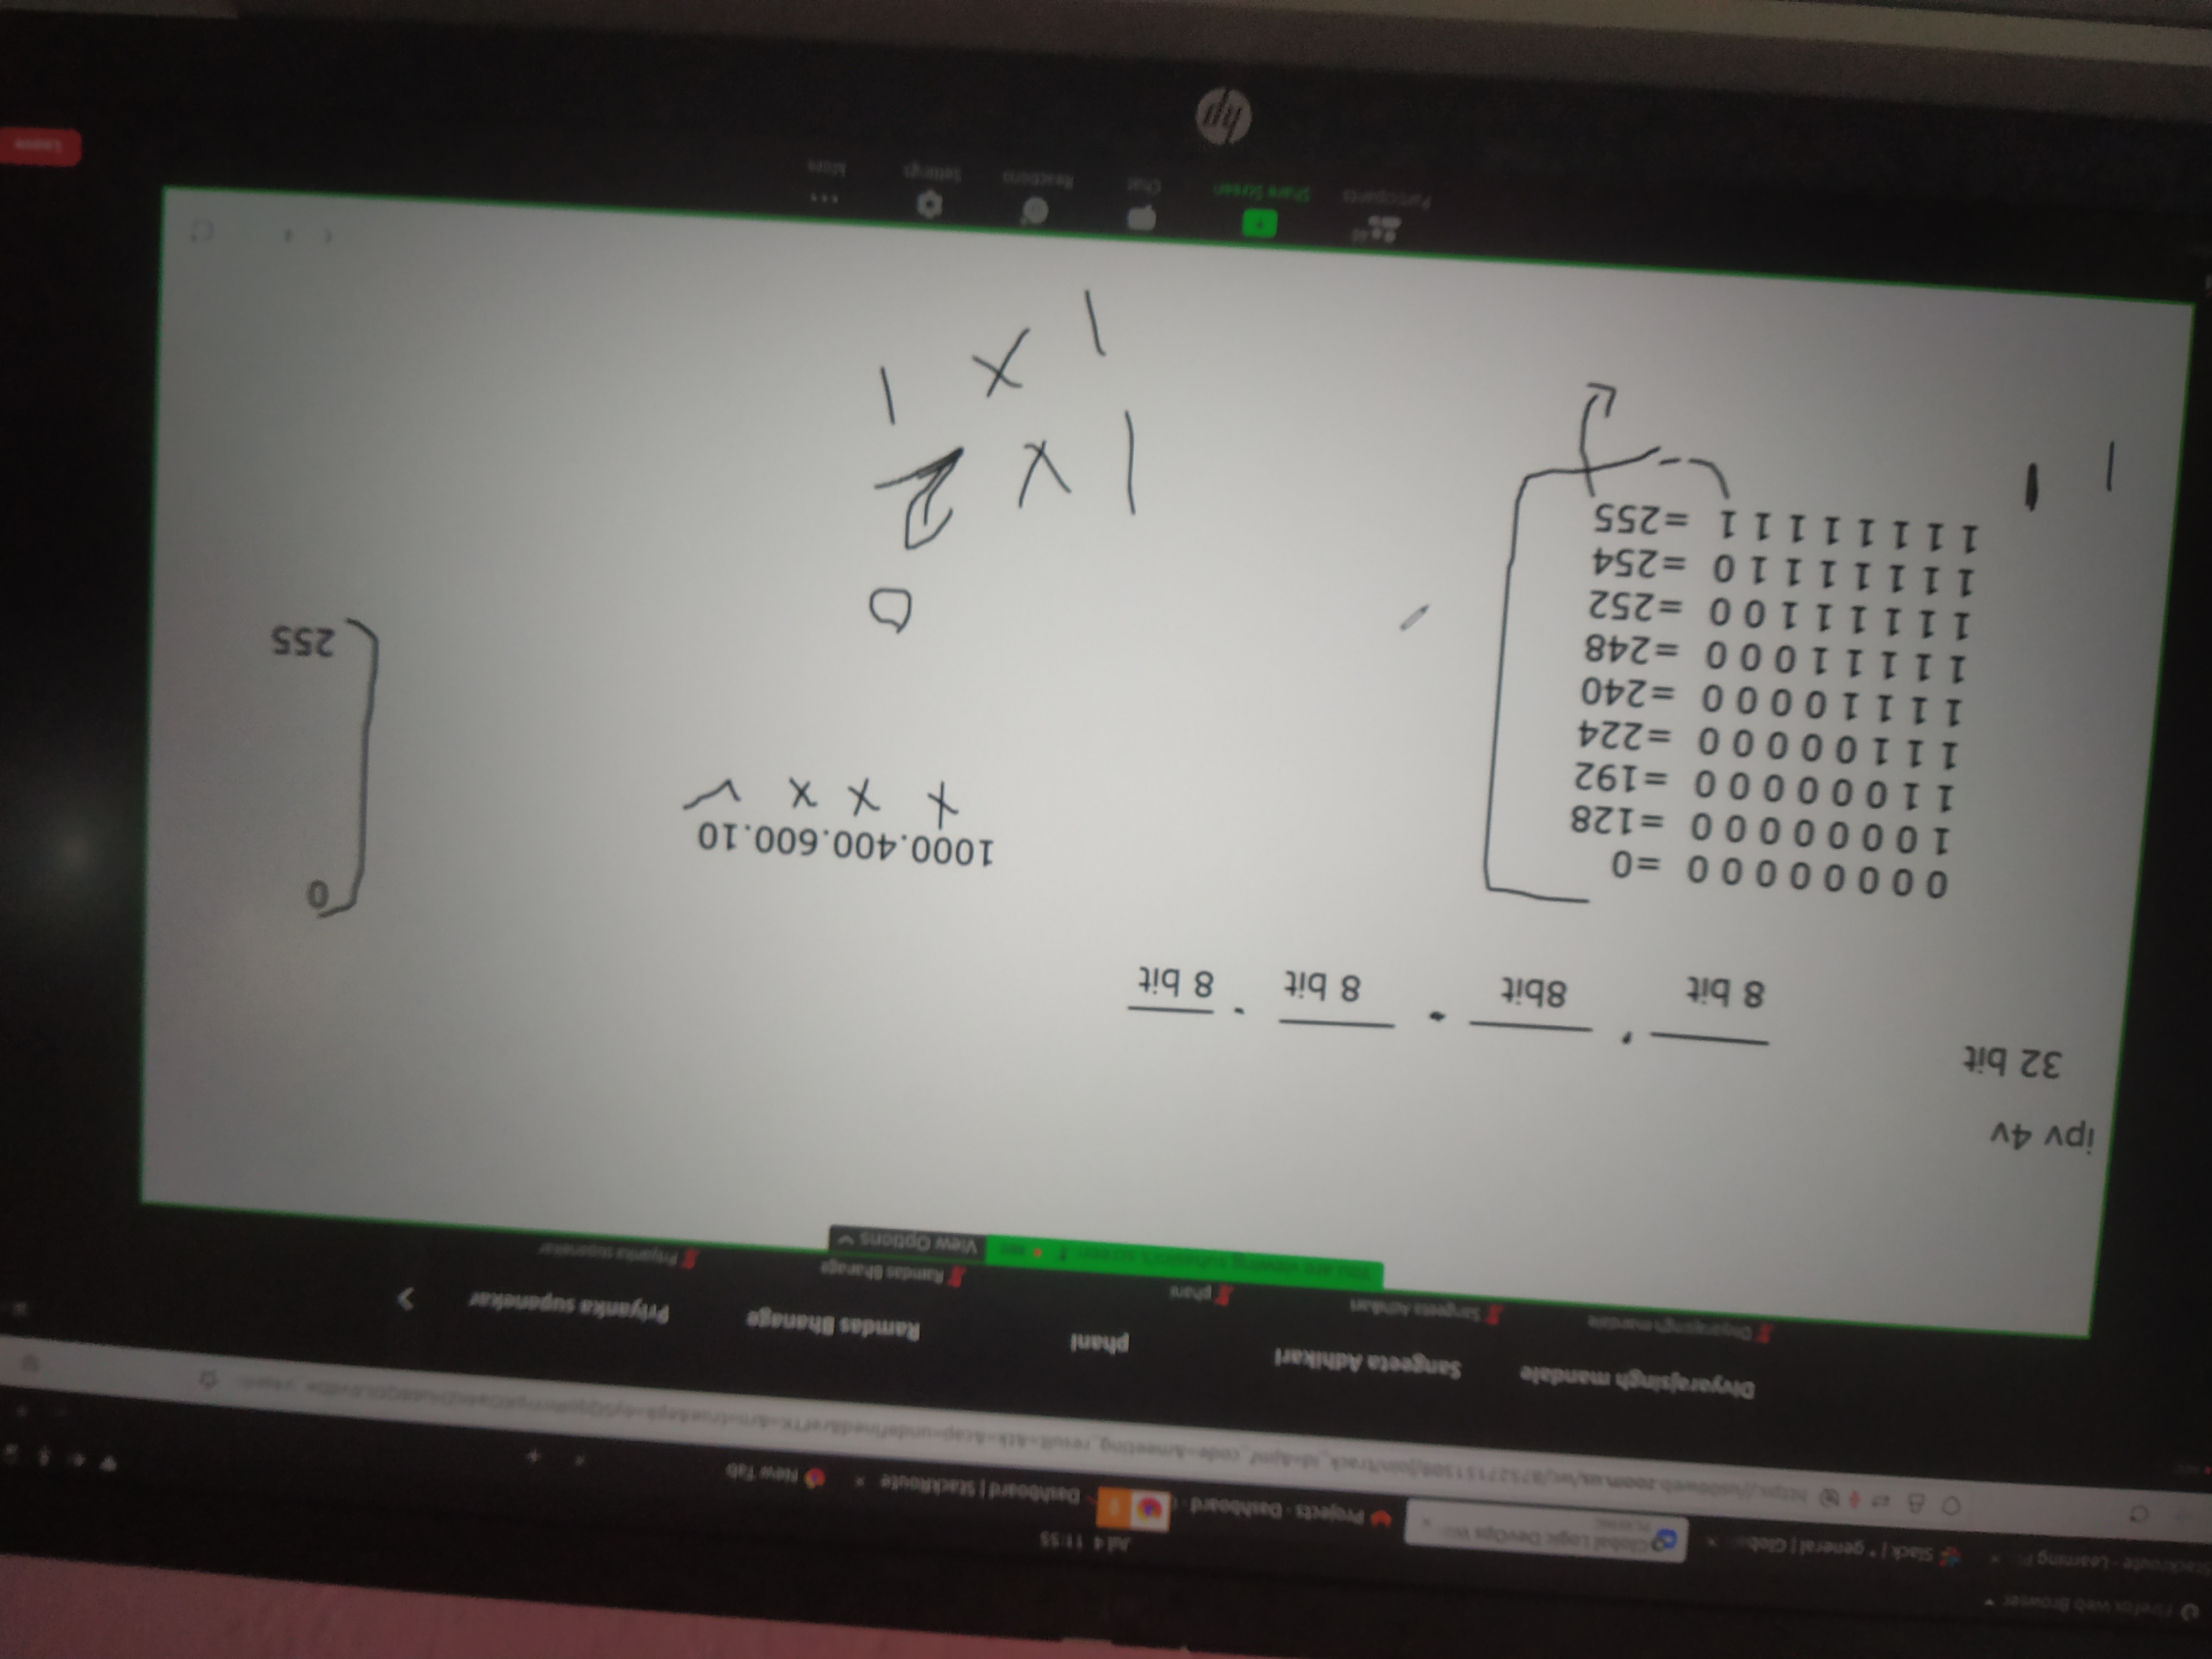 Firefox Web Browser
Jul 4 11:55
Stackroute - Learning
Slack | * general | Glob
Global Logic DevOps W
PLAYING
Projects - Dashboard -
Dashboard | StackRoute
New Tab
Divyarajsingh mandale
Sangeeta Adhikari
phani
Ramdas Bhanage
Priyanka supanekar
Divyarajsingh mandale
Sangeeta Adhikari
phani
Ramdas Bhanage
Priyanka supanekar
You are viewing suhasini's screen
View Options
ipv 4v
32 bit
8 bit 8bit 8 bit 8 bit
0 0 0 0 0 0 0 0 =0
1 0 0 0 0 0 0 0 =128
1 1 0 0 0 0 0 0 =192
1 1 1 0 0 0 0 0 =224
1 1 1 1 0 0 0 0 =240
1 1 1 1 1 0 0 0 =248
1 1 1 1 1 1 0 0 =252
1 1 1 1 1 1 1 0 =254
1 1 1 1 1 1 1 1 =255
1000.400.600.10
x x x ✓
0
255
0
1 x 2
1 x 1
1 1
Participants
Share Screen
Chat
Reactions
Settings
More
Leave
hp